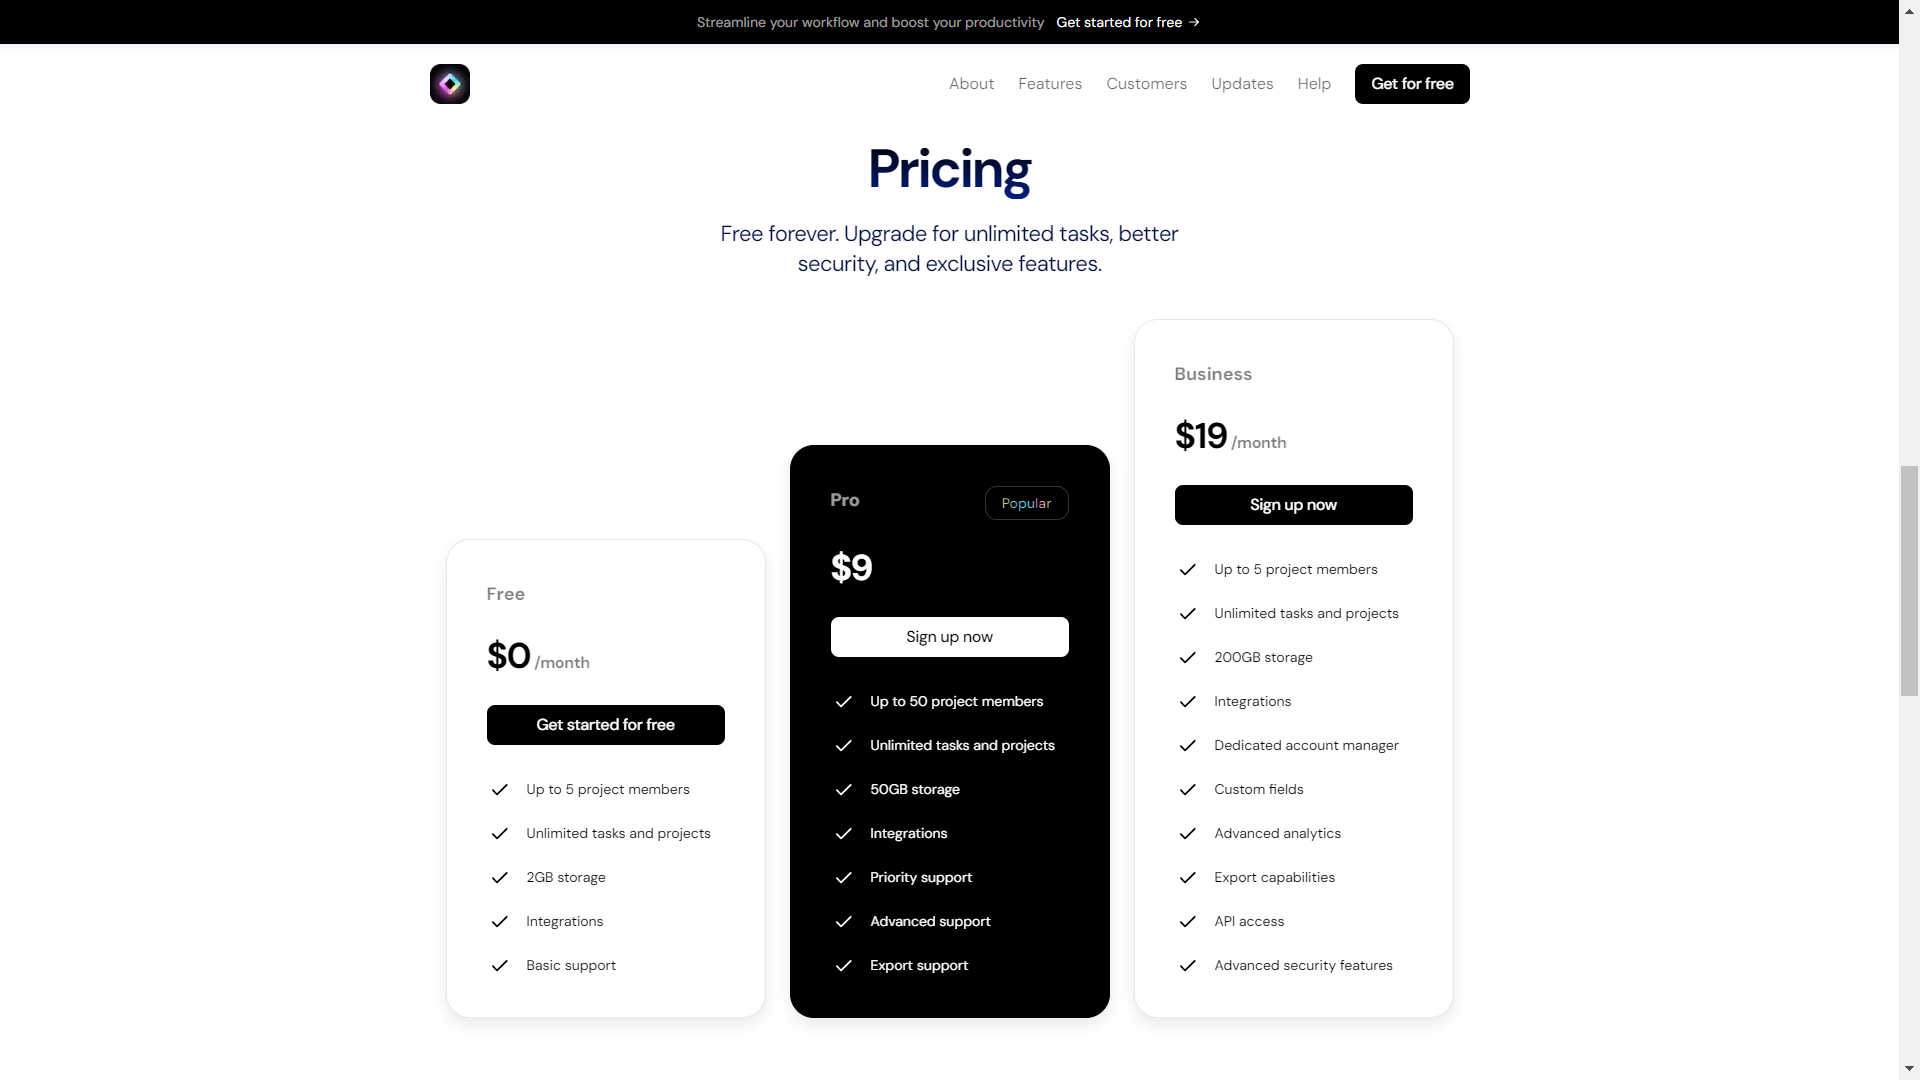 Streamline your workflow and boost your productivity Get started for free →
About Features Customers Updates Help Get for free
Pricing
Free forever. Upgrade for unlimited tasks, better
security, and exclusive features.
Free
$0 /month
Get started for free
Up to 5 project members
Unlimited tasks and projects
2GB storage
Integrations
Basic support
Pro
Popular
$9
Sign up now
Up to 50 project members
Unlimited tasks and projects
50GB storage
Integrations
Priority support
Advanced support
Export support
Business
$19 /month
Sign up now
Up to 5 project members
Unlimited tasks and projects
200GB storage
Integrations
Dedicated account manager
Custom fields
Advanced analytics
Export capabilities
API access
Advanced security features